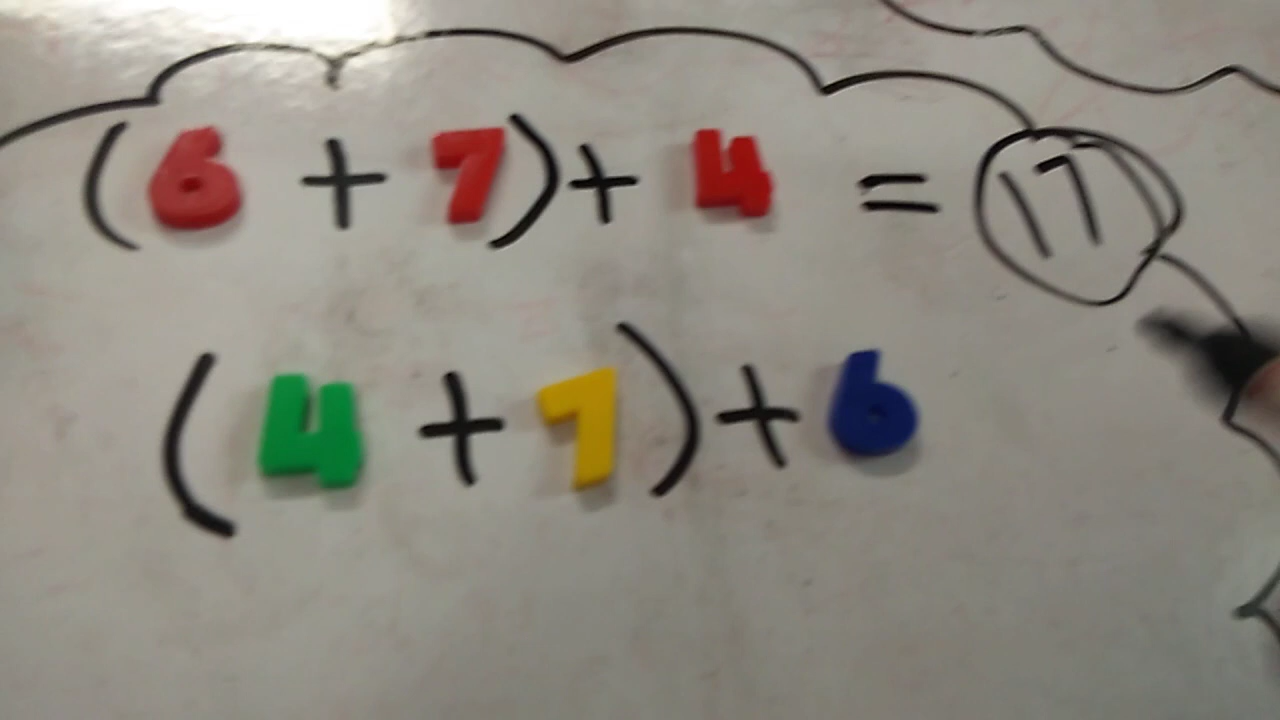 (6 + 7) + 4 = 17
(4 + 7) + 6